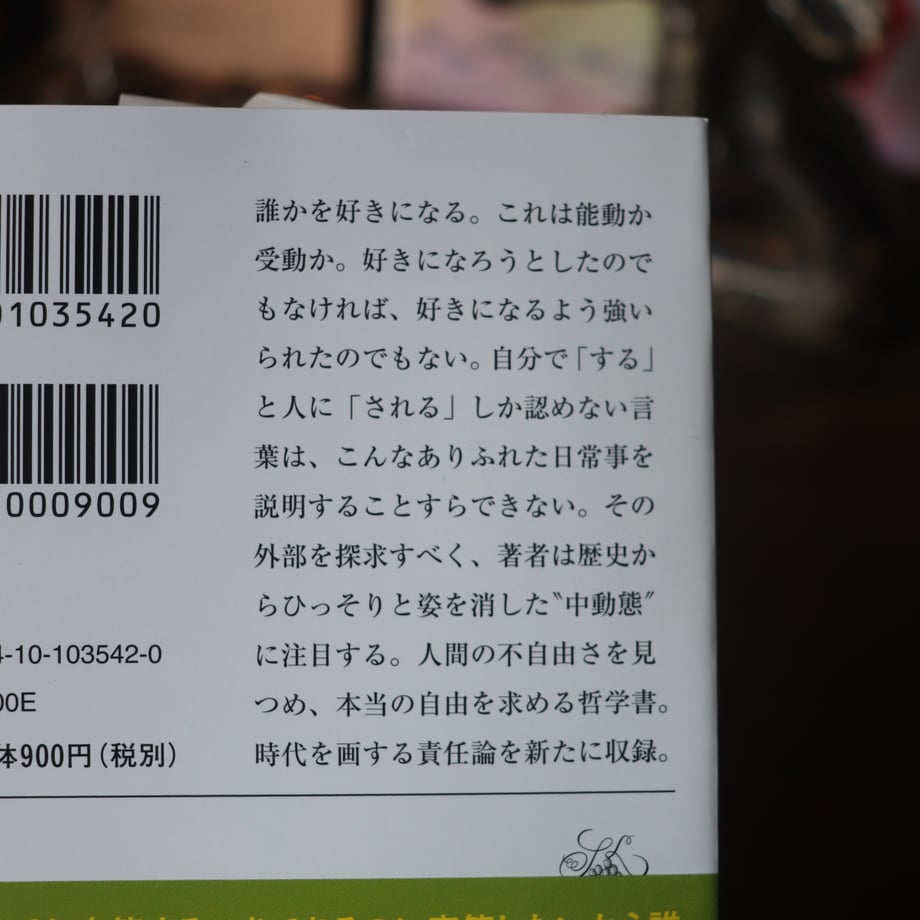 誰かを好きになる。これは能動か
受動か。好きになろうとしたので
もなければ、好きになるよう強い
られたのでもない。自分で「する」
と人に「される」しか認めない言
葉は、こんなありふれた日常事を
説明することすらできない。その
外部を探求すべく、著者は歴史か
らひっそりと姿を消した〝中動態〟
に注目する。人間の不自由さを見
つめ、本当の自由を求める哲学書。
時代を画する責任論を新たに収録。
1035420
0009009
4-10-103542-0
00E
体900円(税別)